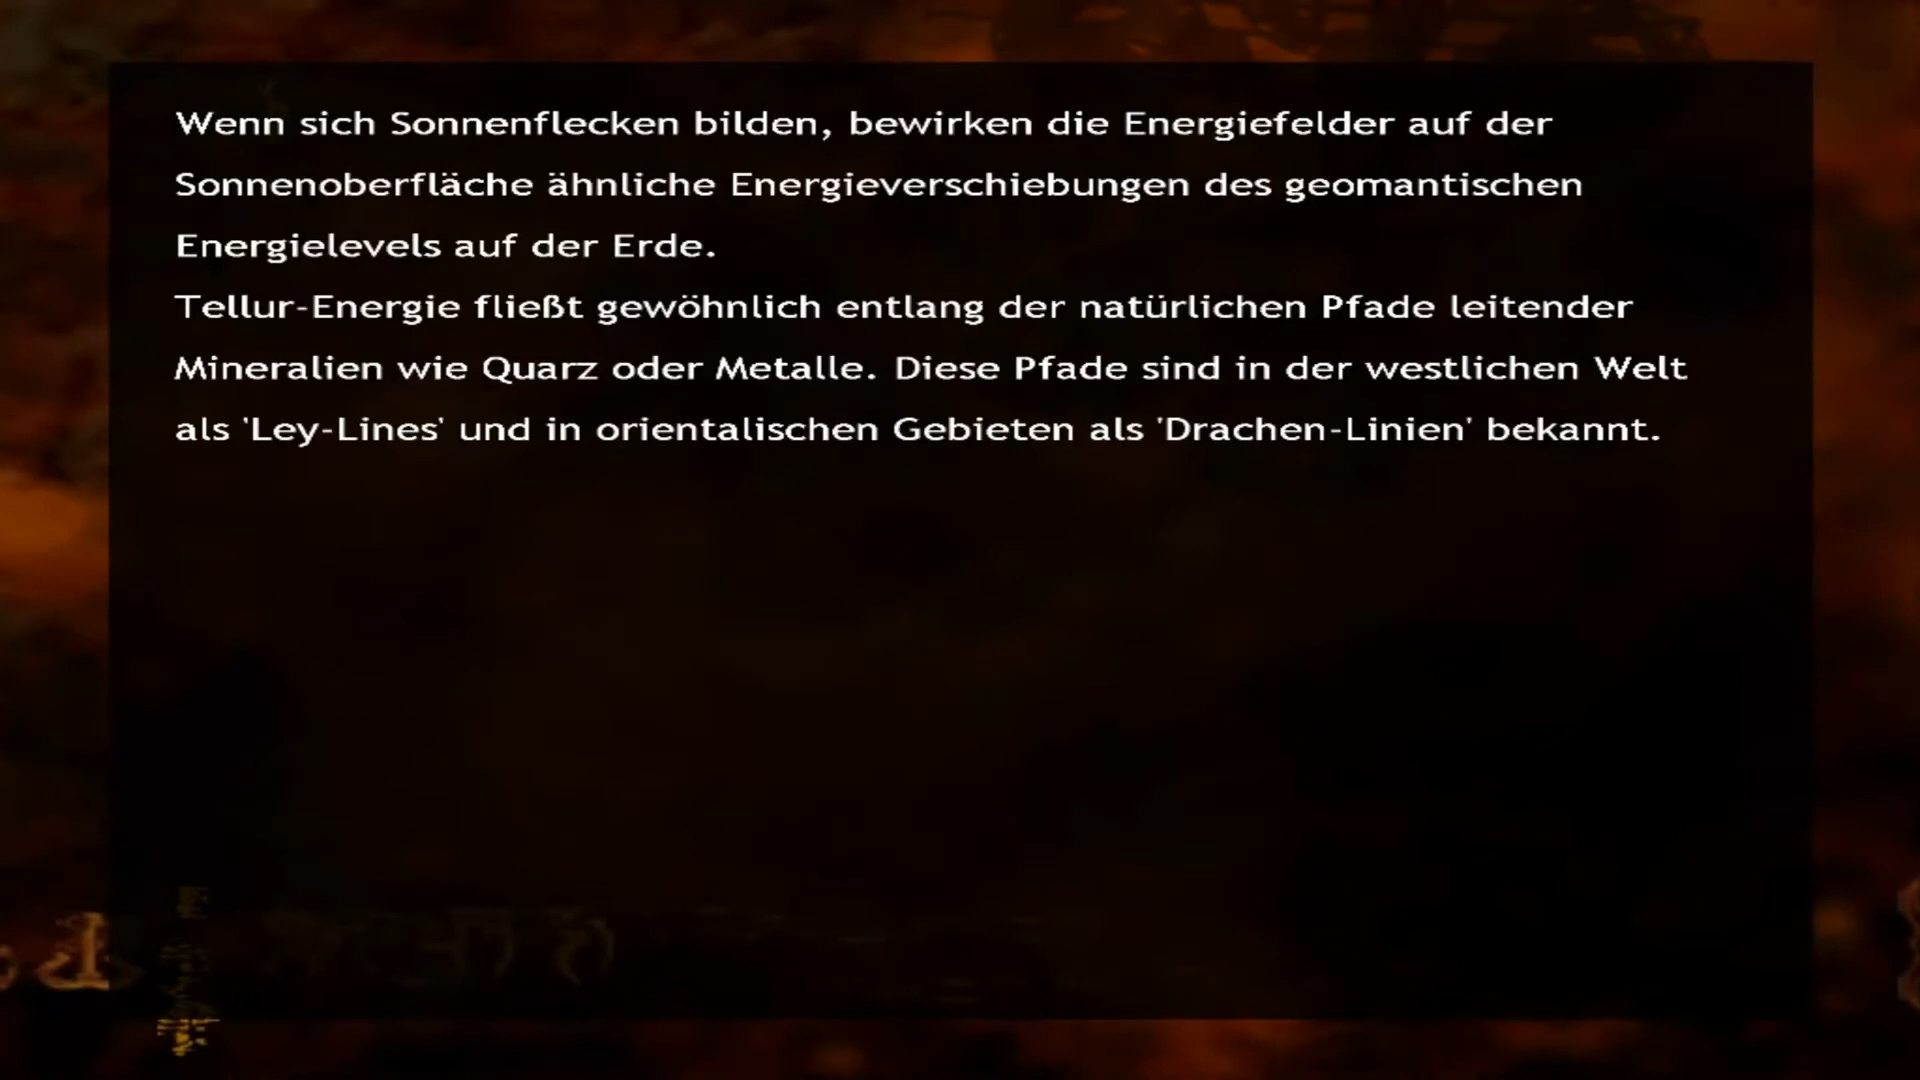 Wenn sich Sonnenflecken bilden, bewirken die Energiefelder auf der
Sonnenoberfläche ähnliche Energieverschiebungen des geomantischen
Energielevels auf der Erde.
Tellur-Energie fließt gewöhnlich entlang der natürlichen Pfade leitender
Mineralien wie Quarz oder Metalle. Diese Pfade sind in der westlichen Welt
als 'Ley-Lines' und in orientalischen Gebieten als 'Drachen-Linien' bekannt.